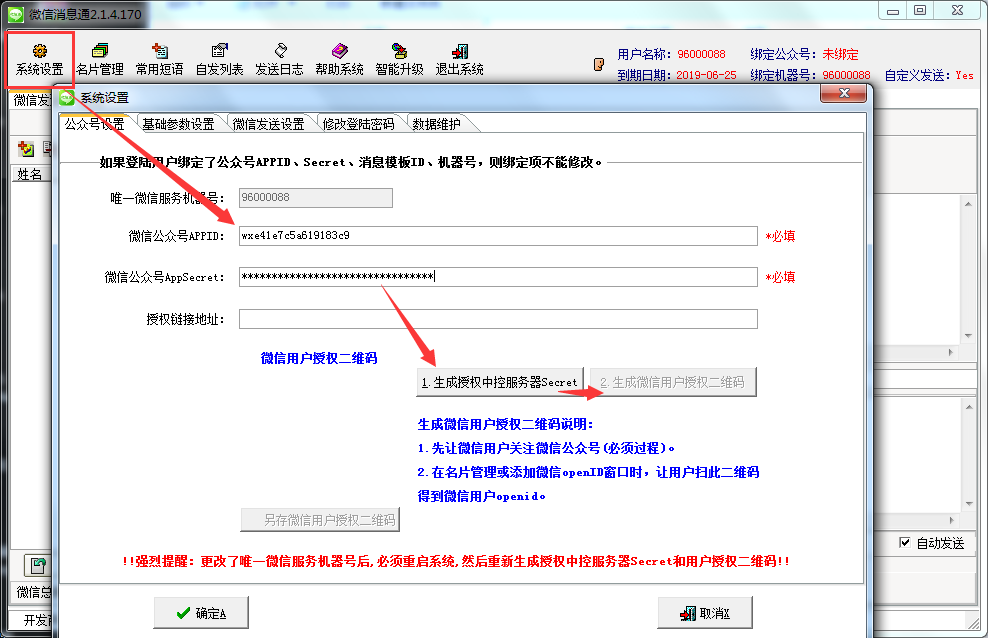 微信消息通2.1.4.170
系统设置 名片管理 常用短语 自发列表 发送日志 帮助系统 智能升级 退出系统
用户名称：96000088 绑定公众号：未绑定
到期日期：2019-06-25 绑定机器号：96000088 自定义发送：Yes
微信发
系统设置
公众号设置 基础参数设置 微信发送设置 修改登陆密码 数据维护
姓名
如果登陆用户绑定了公众号APPID、Secret、消息模板ID、机器号，则绑定项不能修改。
唯一微信服务机器号： 96000088
微信公众号APPID： wxe41e7c5a619183c9 *必填
微信公众号AppSecret： ******************************** *必填
授权链接地址：
微信用户授权二维码
1.生成授权中控服务器Secret 2.生成微信用户授权二维码
生成微信用户授权二维码说明：
1.先让微信用户关注微信公众号(必须过程)。
2.在名片管理或添加微信openID窗口时，让用户扫此二维码
得到微信用户openid。
另存微信用户授权二维码
自动发送
!!强烈提醒：更改了唯一微信服务机器号后,必须重启系统,然后重新生成授权中控服务器Secret和用户授权二维码!!
微信总
确定A 取消X
开发商